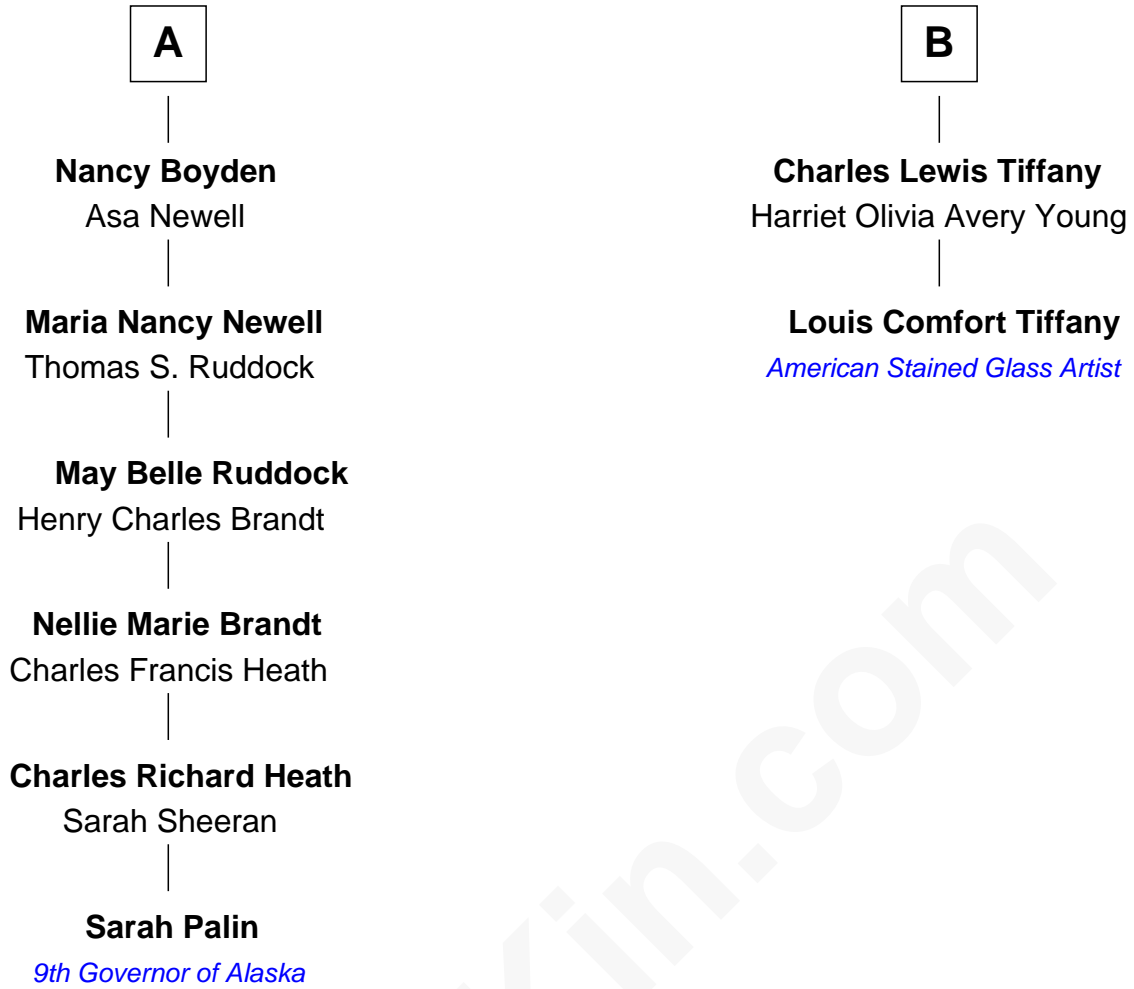 A
Nancy Boyden
Asa Newell
Maria Nancy Newell
Thomas S. Ruddock
May Belle Ruddock
Henry Charles Brandt
Nellie Marie Brandt
Charles Francis Heath
Charles Richard Heath
Sarah Sheeran
Sarah Palin
9th Governor of Alaska
B
Charles Lewis Tiffany
Harriet Olivia Avery Young
Louis Comfort Tiffany
American Stained Glass Artist
Kin.com